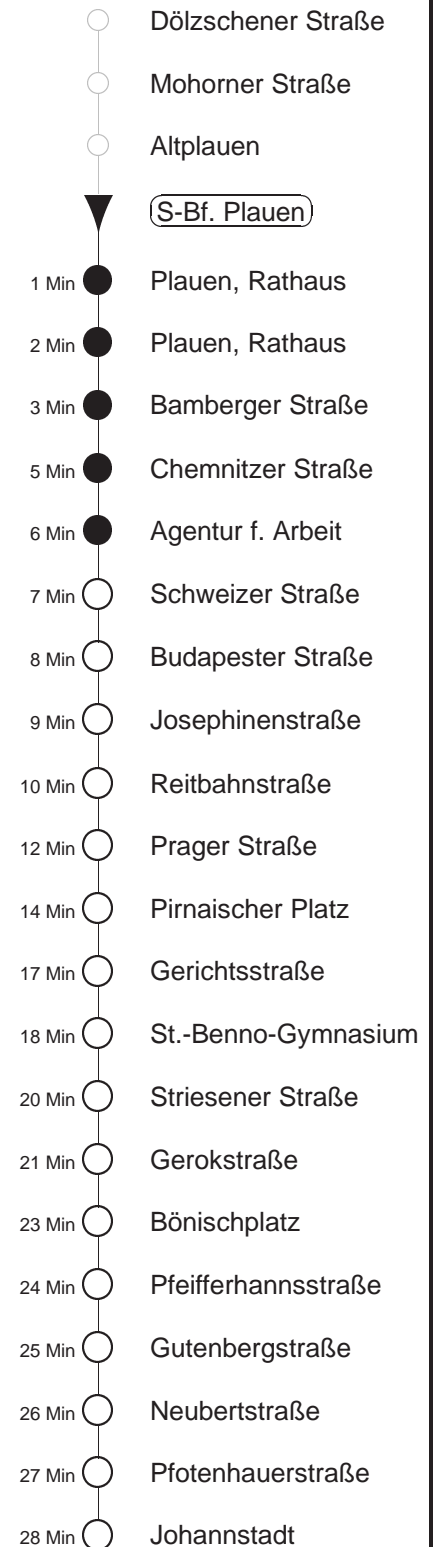 Dölzschener Straße
Mohorner Straße
Altplauen
S-Bf. Plauen
1 Min Plauen, Rathaus
2 Min Plauen, Rathaus
3 Min Bamberger Straße
5 Min Chemnitzer Straße
6 Min Agentur f. Arbeit
7 Min Schweizer Straße
8 Min Budapester Straße
9 Min Josephinenstraße
10 Min Reitbahnstraße
12 Min Prager Straße
14 Min Pirnaischer Platz
17 Min Gerichtsstraße
18 Min St.-Benno-Gymnasium
20 Min Striesener Straße
21 Min Gerokstraße
23 Min Bönischplatz
24 Min Pfeifferhannsstraße
25 Min Gutenbergstraße
26 Min Neubertstraße
27 Min Pfotenhauerstraße
28 Min Johannstadt